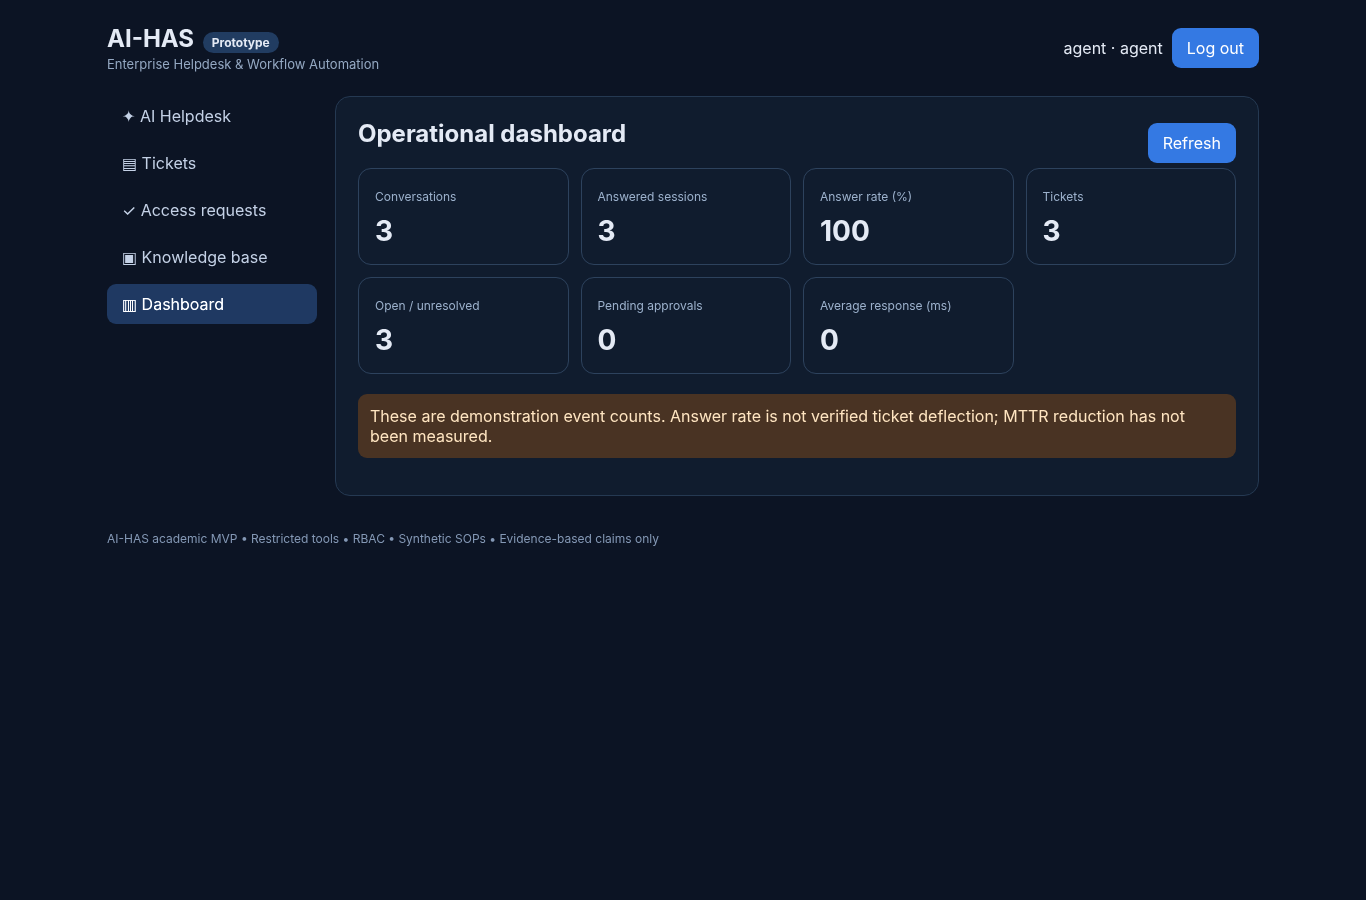 AI-HAS Prototype
Enterprise Helpdesk & Workflow Automation
agent · agent
Log out
✦ AI Helpdesk
▤ Tickets
✓ Access requests
▣ Knowledge base
▥ Dashboard
Operational dashboard
Refresh
Conversations
3
Answered sessions
3
Answer rate (%)
100
Tickets
3
Open / unresolved
3
Pending approvals
0
Average response (ms)
0
These are demonstration event counts. Answer rate is not verified ticket deflection; MTTR reduction has not
been measured.
AI-HAS academic MVP • Restricted tools • RBAC • Synthetic SOPs • Evidence-based claims only